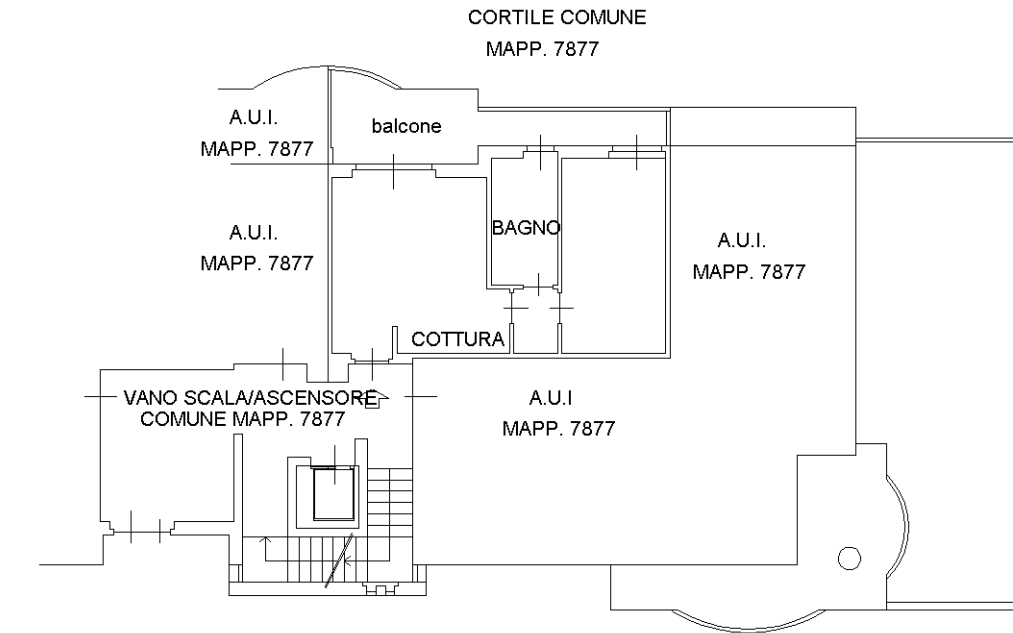 CORTILE COMUNE
MAPP. 7877
A.U.I.
MAPP. 7877
balcone
A.U.I.
MAPP. 7877
BAGNO
A.U.I.
MAPP. 7877
COTTURA
VANO SCALA/ASCENSORE
COMUNE MAPP. 7877
A.U.I
MAPP. 7877